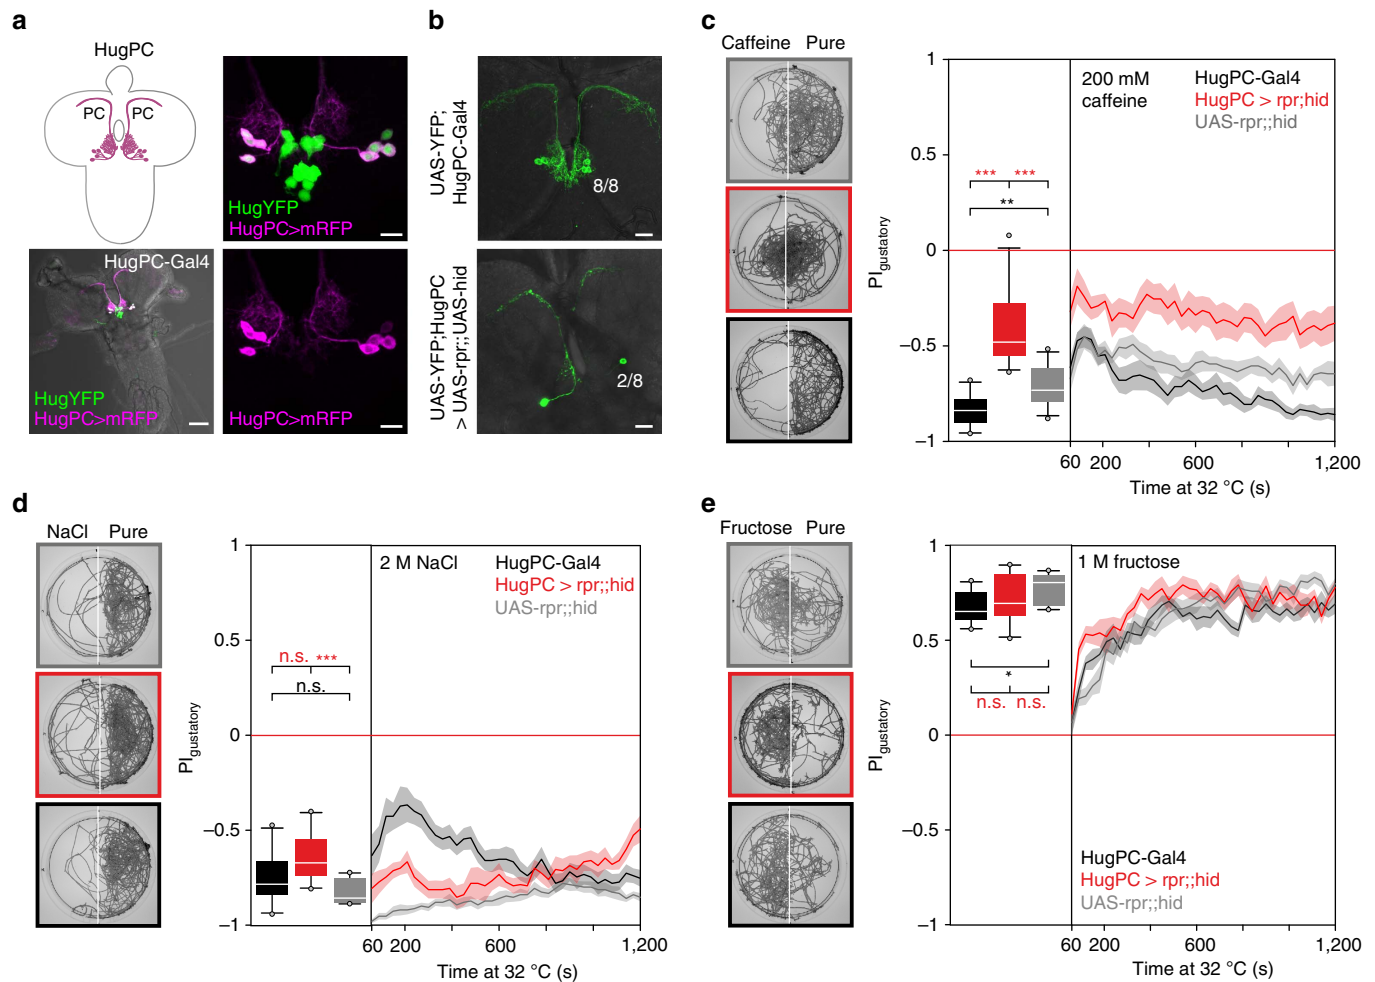 a
HugPC
PC PC
HugYFP
HugPC>mRFP
HugPC-Gal4
HugYFP
HugPC>mRFP
HugPC>mRFP
b
UAS-YFP;
HugPC-Gal4
8/8
UAS-YFP;HugPC
> UAS-rpr;;UAS-hid
2/8
c
Caffeine Pure
PIgustatory
1
0.5
0
−0.5
−1
*** ***
**
200 mM
caffeine
HugPC-Gal4
HugPC > rpr;hid
UAS-rpr;;hid
60 200 600 1,200
Time at 32 °C (s)
d
NaCl Pure
PIgustatory
1
0.5
0
−0.5
−1
n.s. ***
n.s.
2 M NaCl
HugPC-Gal4
HugPC > rpr;;hid
UAS-rpr;;hid
60 200 600 1,200
Time at 32 °C (s)
e
Fructose Pure
PIgustatory
1
0.5
0
−0.5
−1
*
n.s. n.s.
1 M fructose
HugPC-Gal4
HugPC > rpr;;hid
UAS-rpr;;hid
60 200 600 1,200
Time at 32 °C (s)